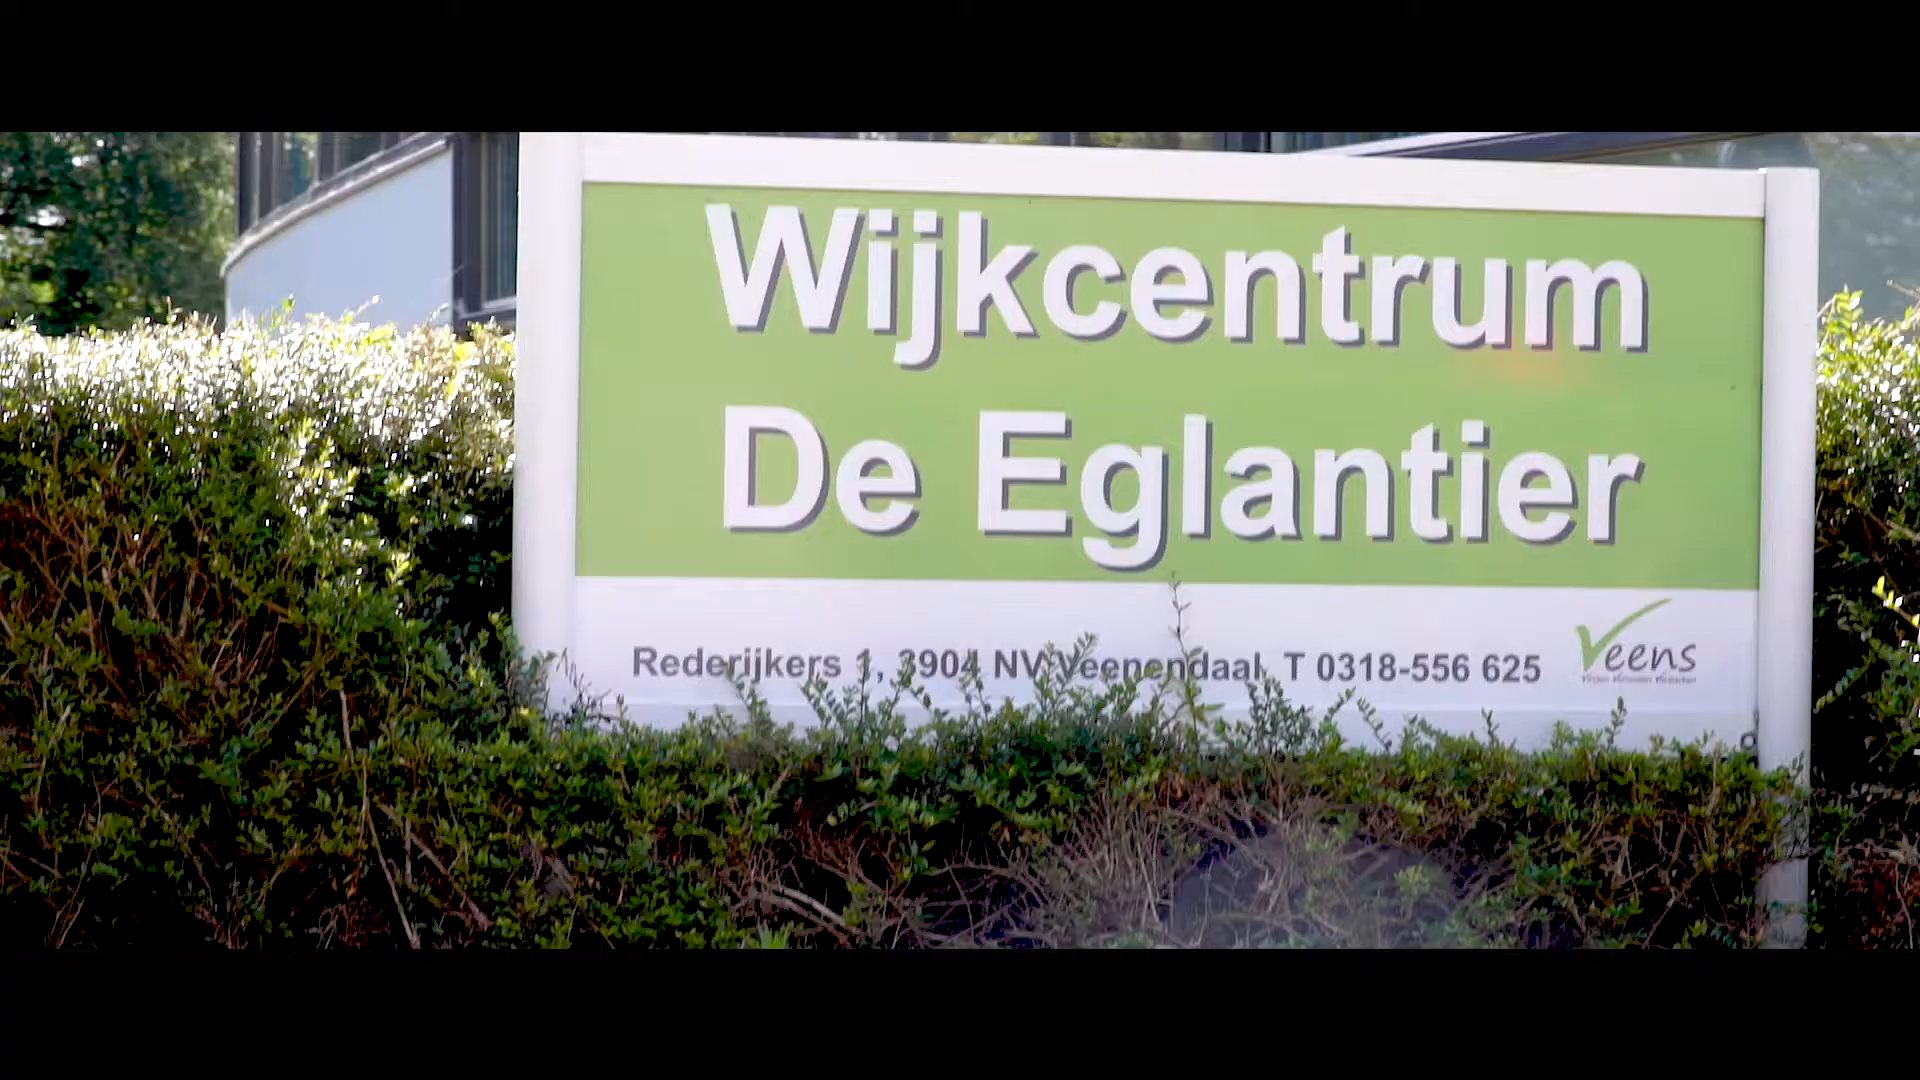 Wijkcentrum
De Eglantier
Rederijkers 1, 3904 NV Veenendaal, T 0318-556 625
Veens